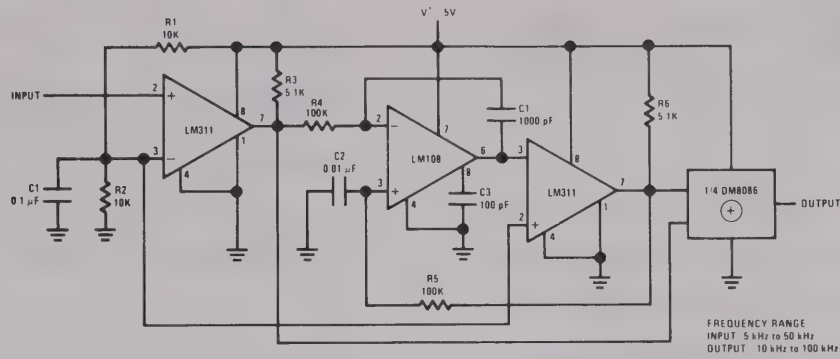 V+ 5V
R1
10K
R3
5.1K
R4
100K
C1
1000 pF
R6
5.1K
INPUT
2
+
8
LM311
7
1
3
−
4
2
−
7
LM108
6
8
3
+
4
C2
0.01 µF
C3
100 pF
3
−
8
LM311
7
2
+
1
4
1/4 DM8086
+
OUTPUT
C1
0.1 µF
R2
10K
R5
100K
FREQUENCY RANGE
INPUT 5 kHz to 50 kHz
OUTPUT 10 kHz to 100 kHz